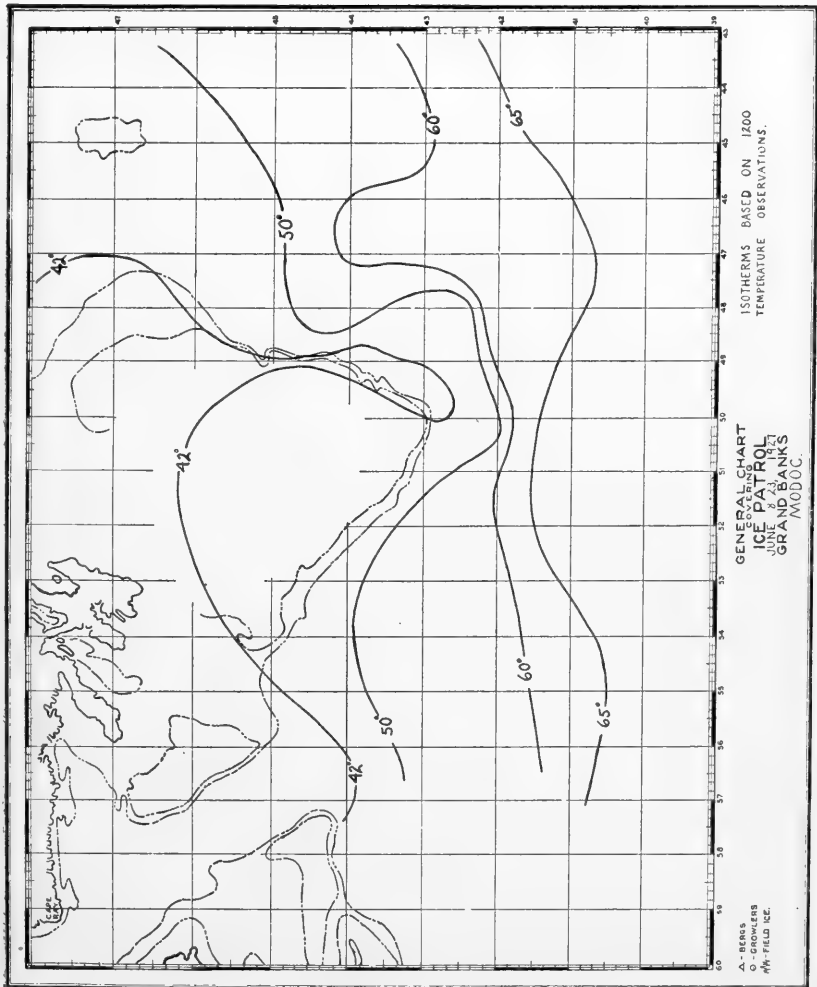 47
46
45
44
43
42
41
40
39
43
44
45
46
47
48
49
50
51
52
53
54
55
56
57
58
59
60
42°
50°
60°
65°
42°
42°
50°
60°
65°
CAPE
RAY
ISOTHERMS BASED ON 1200
TEMPERATURE OBSERVATIONS.
GENERAL CHART
COVERING
ICE PATROL
JUNE 8 23, 1927
GRAND BANKS
MODOC.
△ - BERGS
O - GROWLERS
- FIELD ICE.